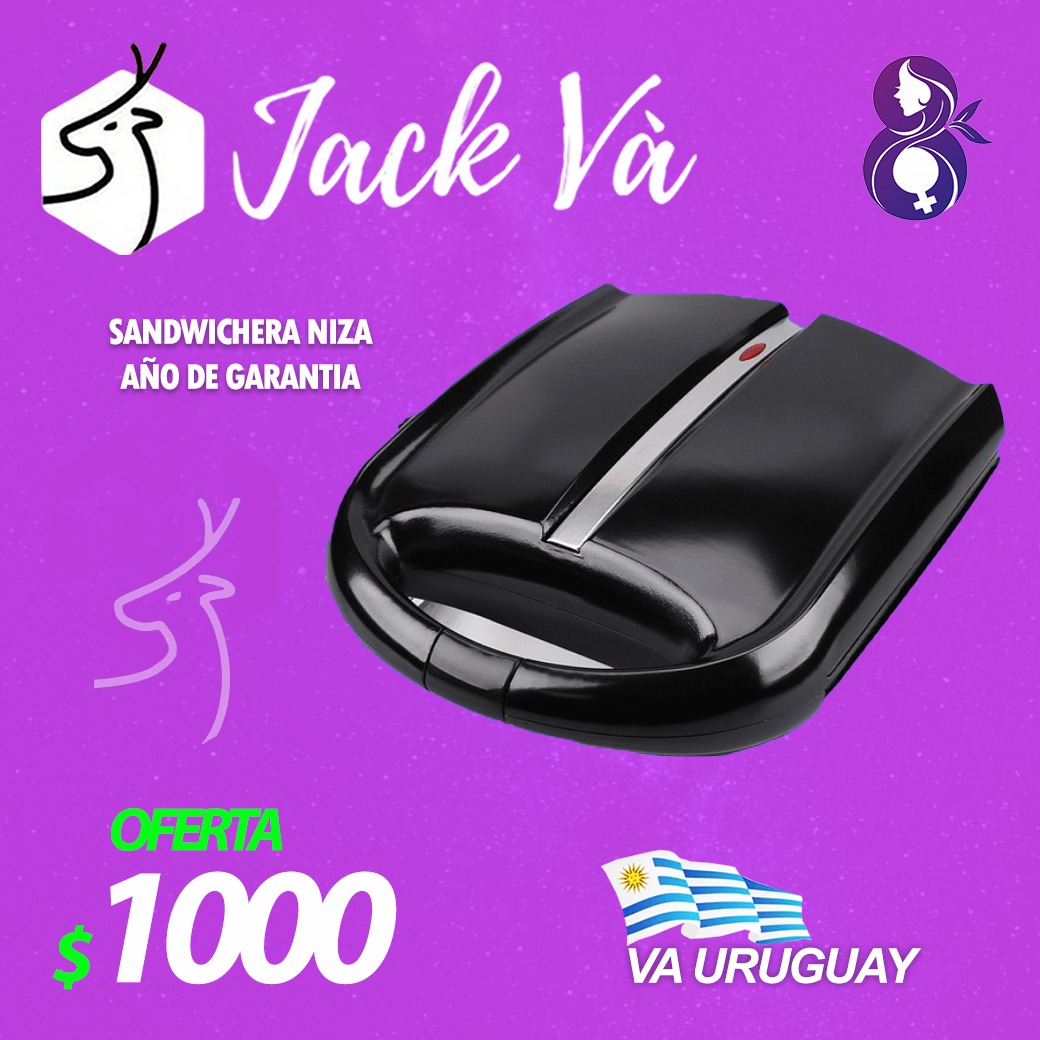 Jack Và
SANDWICHERA NIZA
AÑO DE GARANTIA
OFERTA
$ 1000
VA URUGUAY